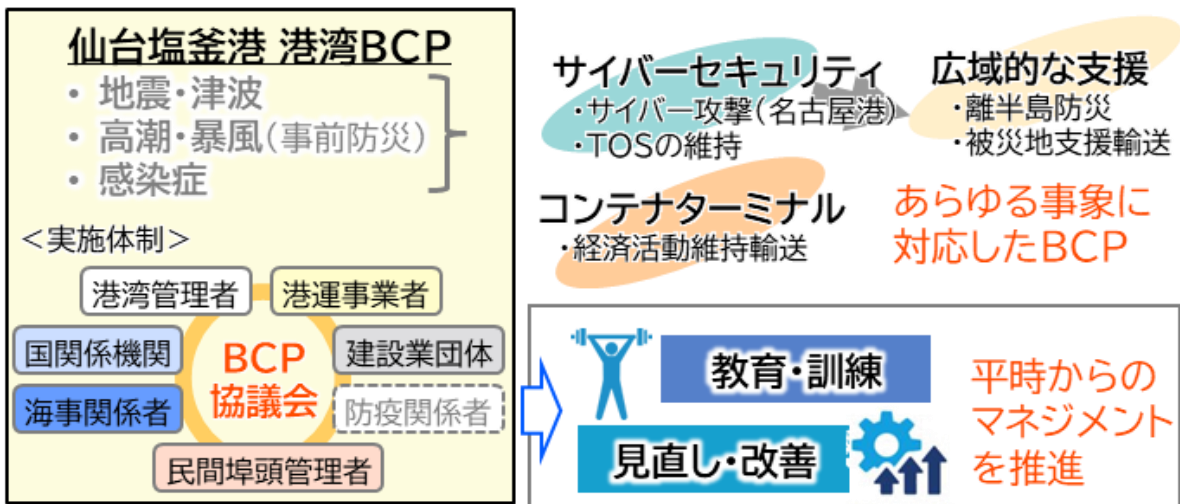 仙台塩釜港 港湾BCP
・ 地震・津波
・ 高潮・暴風(事前防災)
・ 感染症
＜実施体制＞
港湾管理者
港運事業者
国関係機関
建設業団体
BCP
協議会
海事関係者
防疫関係者
民間埠頭管理者
サイバーセキュリティ
・サイバー攻撃(名古屋港)
・TOSの維持
広域的な支援
・離半島防災
・被災地支援輸送
コンテナターミナル
・経済活動維持輸送
あらゆる事象に
対応したBCP
教育・訓練
見直し・改善
平時からの
マネジメント
を推進